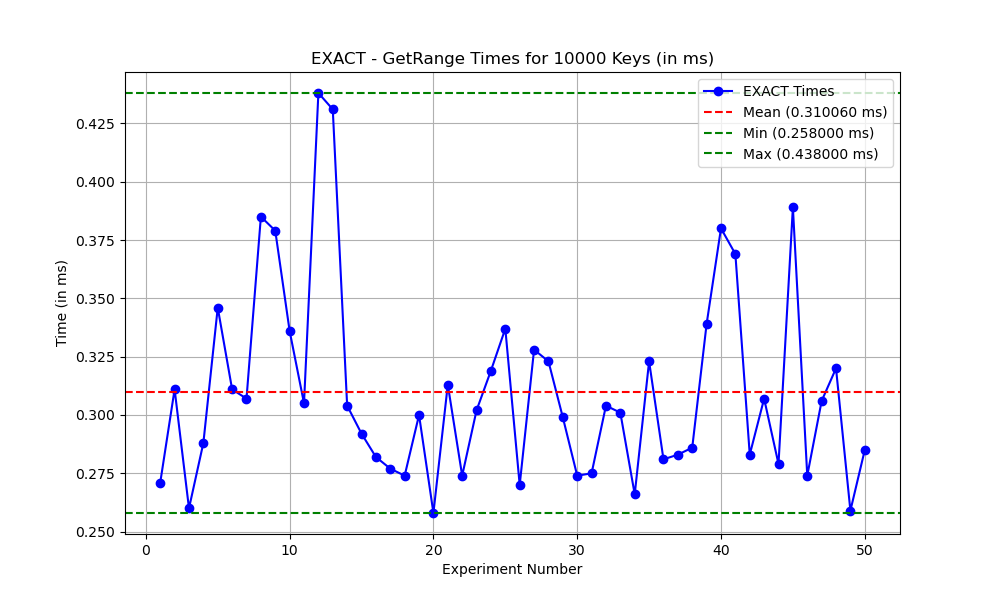 EXACT - GetRange Times for 10000 Keys (in ms)
EXACT Times
Mean (0.310060 ms)
Min (0.258000 ms)
Max (0.438000 ms)
Time (in ms)
0.425
0.400
0.375
0.350
0.325
0.300
0.275
0.250
0 10 20 30 40 50
Experiment Number